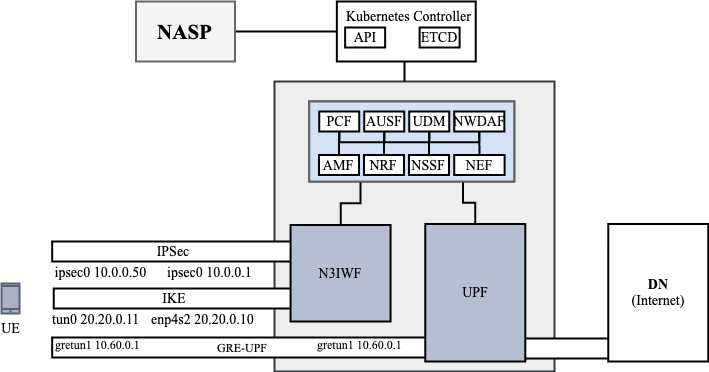 NASP
Kubernetes Controller
API
ETCD
PCF
AUSF
UDM
NWDAF
AMF
NRF
NSSF
NEF
IPSec
ipsec0 10.0.0.50
ipsec0 10.0.0.1
N3IWF
UPF
DN
(Internet)
IKE
UE
tun0 20.20.0.11
enp4s2 20.20.0.10
gretun1 10.60.0.1
GRE-UPF
gretun1 10.60.0.1